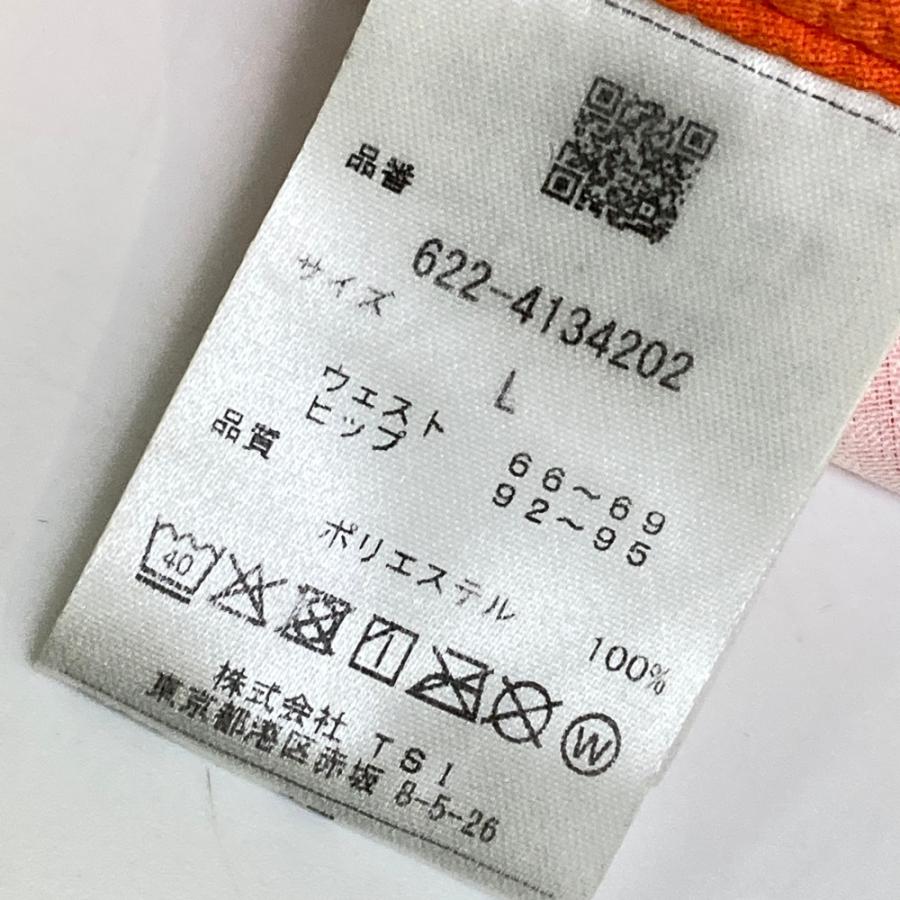 品番
622-4134202
サイズ
L
ウェスト 66～69
ヒップ 92～95
品質
ポリエステル 100%
40
W
株式会社 TSI
東京都港区赤坂 8-5-26